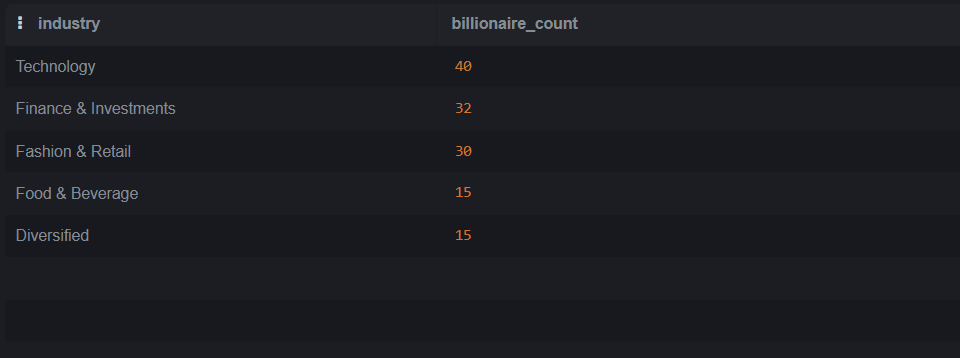 industry billionaire_count
Technology 40
Finance & Investments 32
Fashion & Retail 30
Food & Beverage 15
Diversified 15